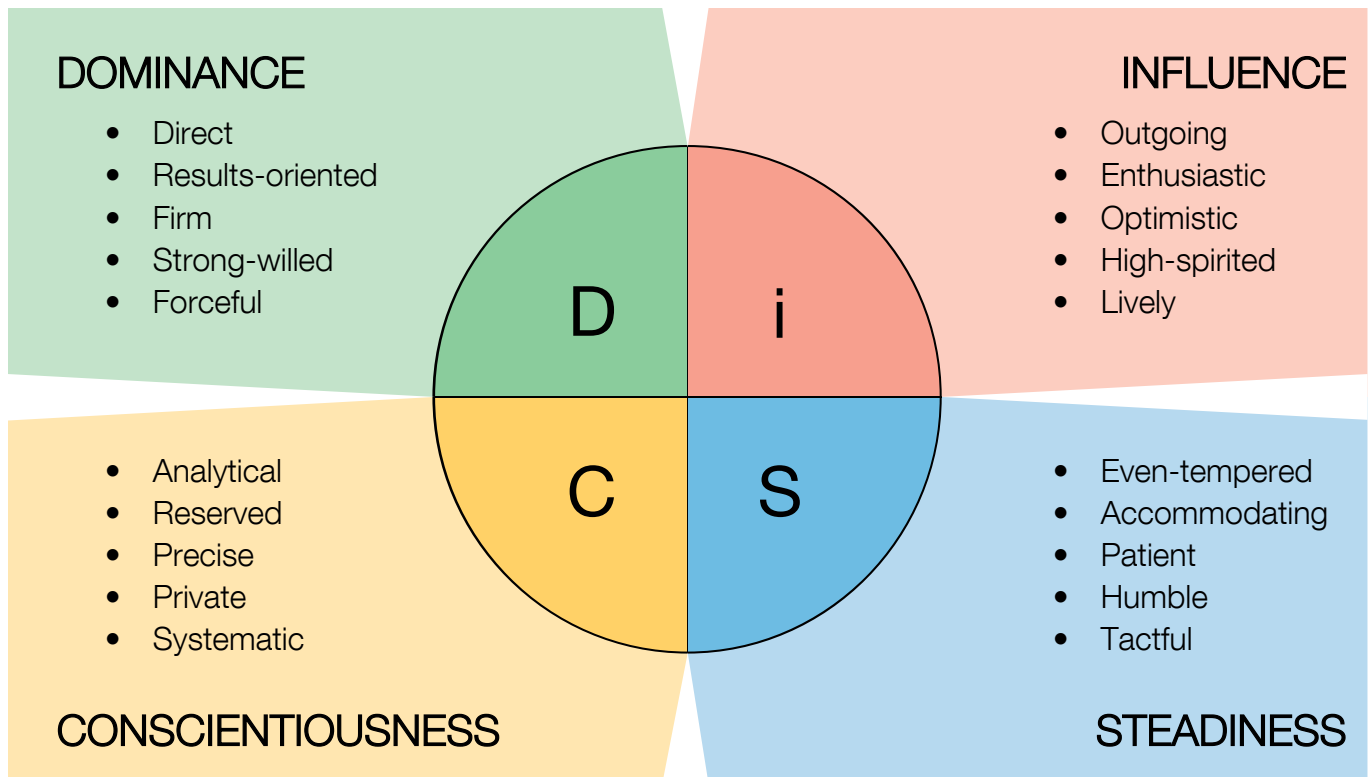 DOMINANCE
• Direct
• Results-oriented
• Firm
• Strong-willed
• Forceful
INFLUENCE
• Outgoing
• Enthusiastic
• Optimistic
• High-spirited
• Lively
D
i
C
S
• Analytical
• Reserved
• Precise
• Private
• Systematic
CONSCIENTIOUSNESS
• Even-tempered
• Accommodating
• Patient
• Humble
• Tactful
STEADINESS